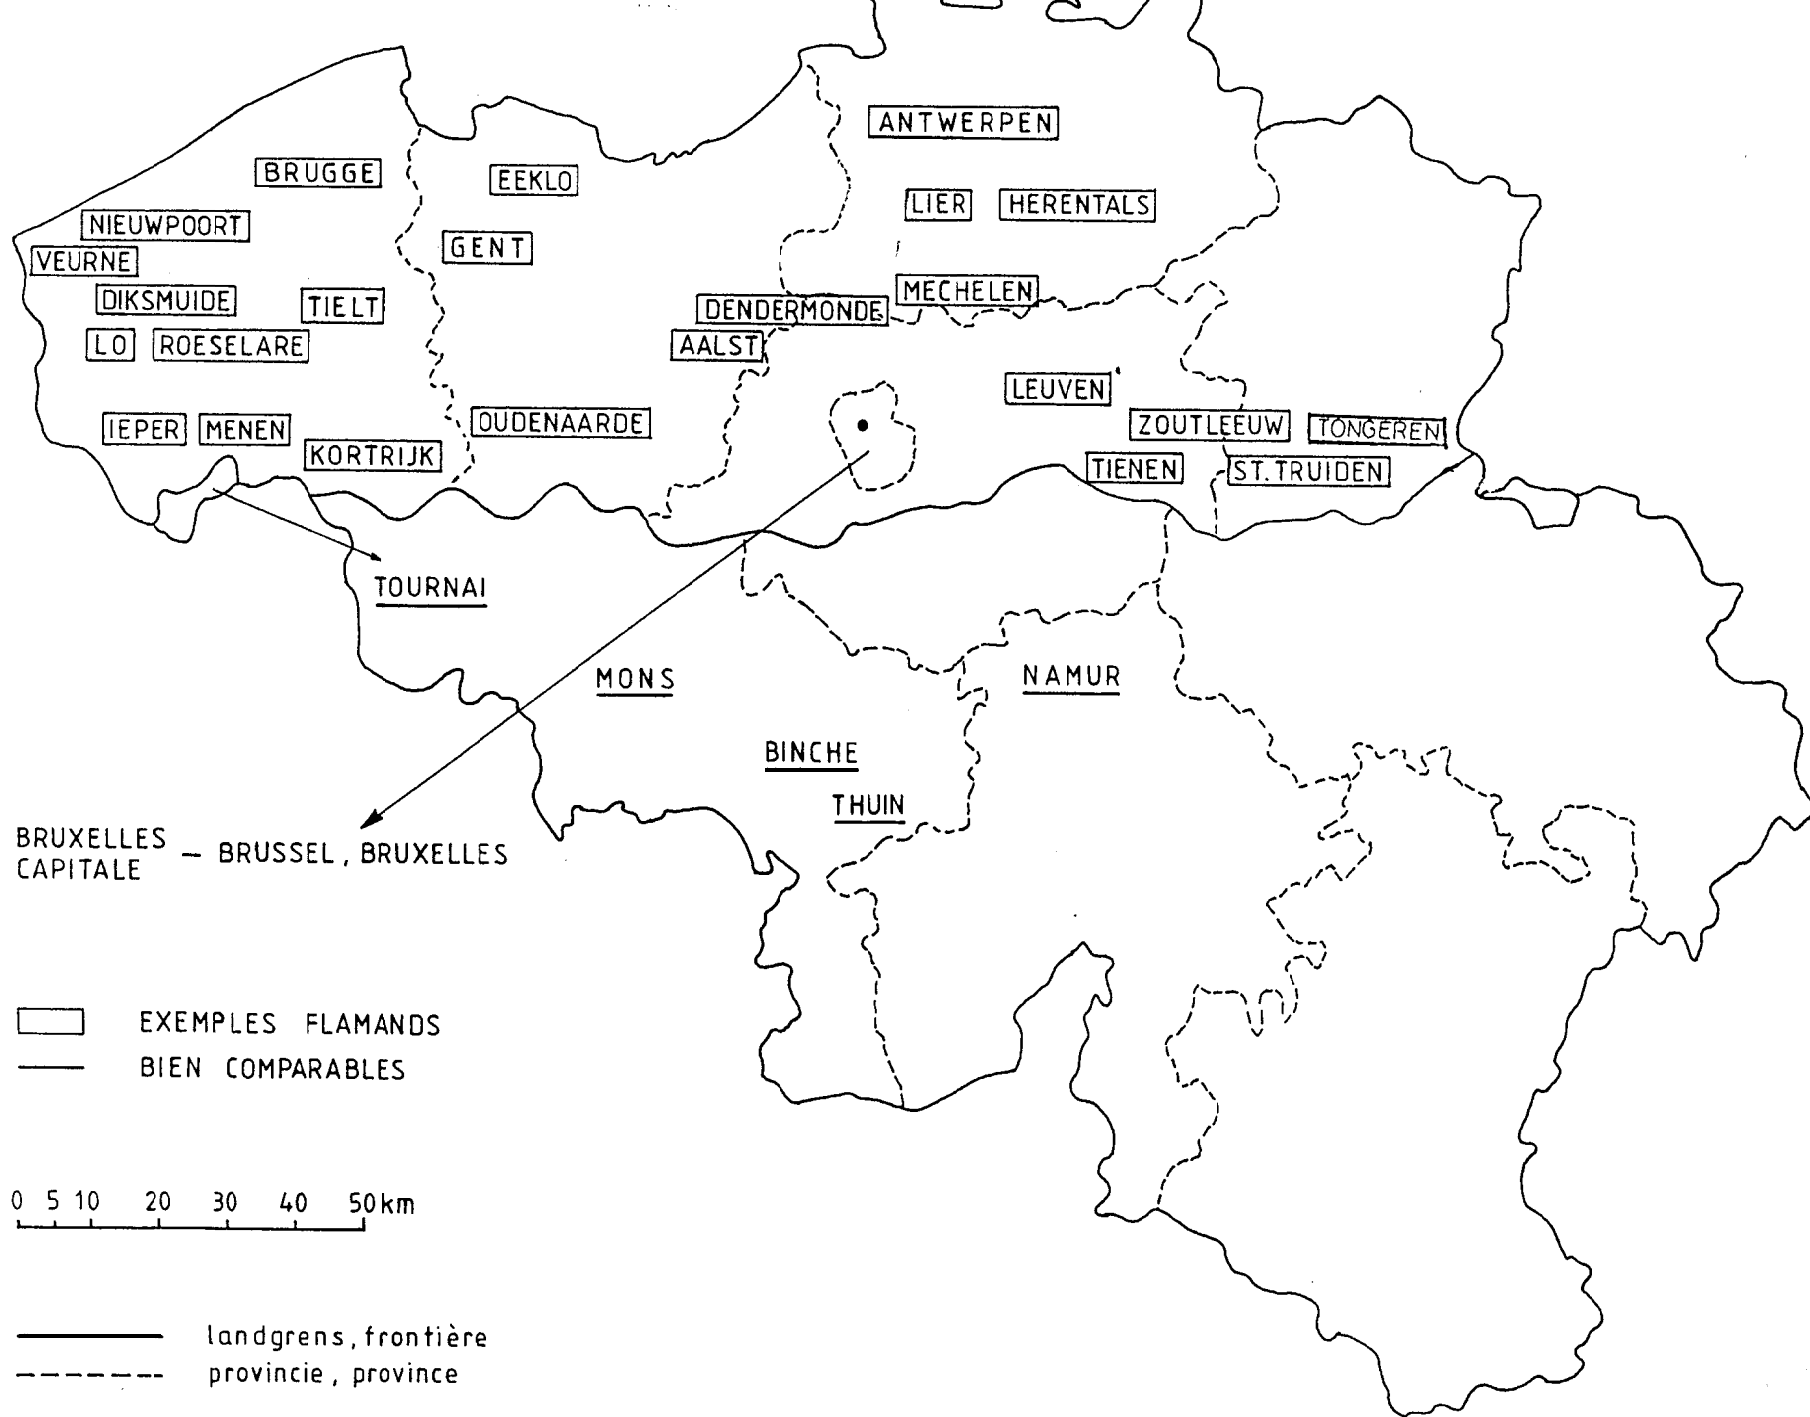 ANTWERPEN
BRUGGE
EEKLO
LIER HERENTALS
NIEUWPOORT
GENT
VEURNE
DIKSMUIDE TIELT
MECHELEN
DENDERMONDE
LO ROESELARE
AALST
LEUVEN
IEPER MENEN
OUDENAARDE
ZOUTLEEUW TONGEREN
KORTRIJK
TIENEN ST.TRUIDEN
TOURNAI
MONS
NAMUR
BINCHE
THUIN
BRUXELLES
CAPITALE – BRUSSEL, BRUXELLES
EXEMPLES FLAMANDS
BIEN COMPARABLES
0 5 10 20 30 40 50km
landgrens, frontière
provincie, province